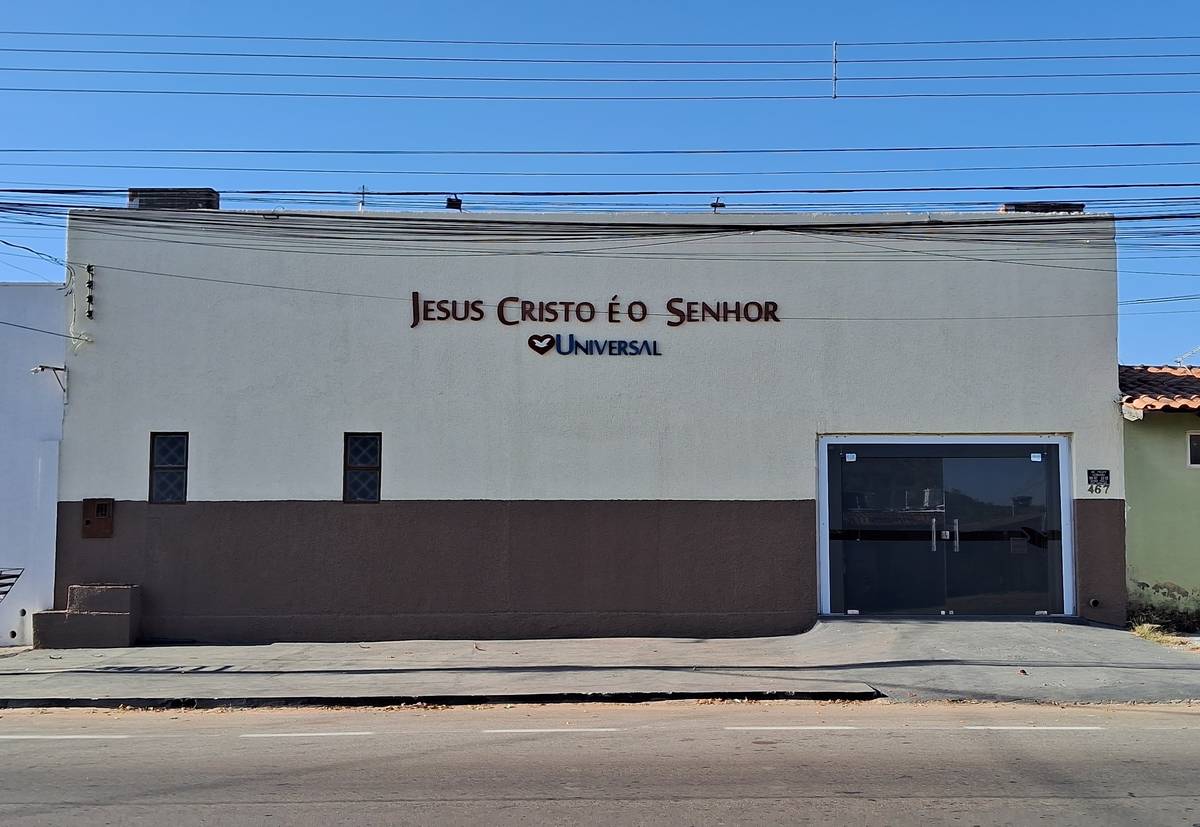 JESUS CRISTO É O SENHOR
UNIVERSAL
467